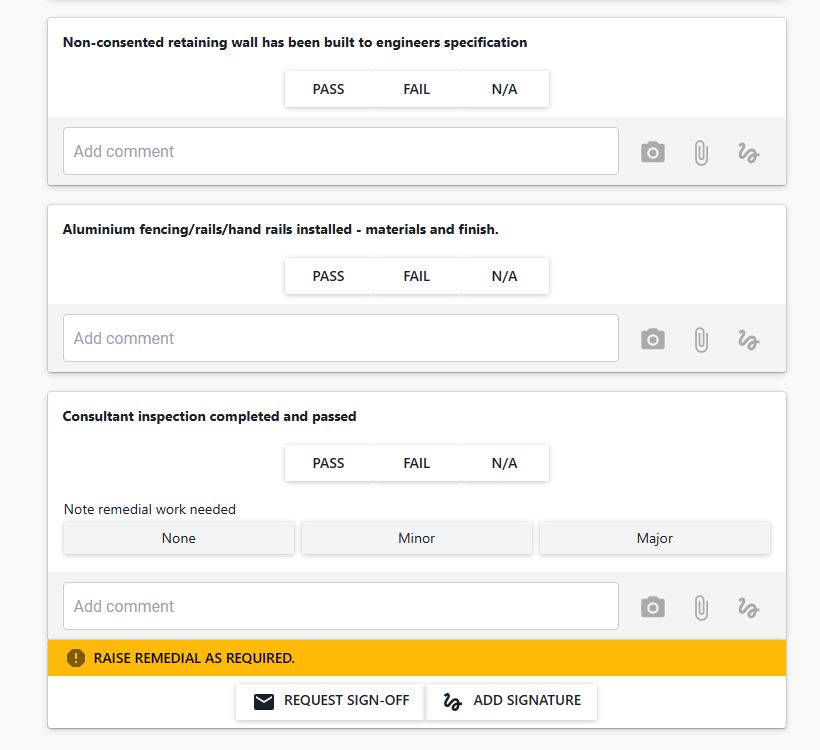 Non-consented retaining wall has been built to engineers specification
PASS FAIL N/A
Add comment
Aluminium fencing/rails/hand rails installed - materials and finish.
PASS FAIL N/A
Add comment
Consultant inspection completed and passed
PASS FAIL N/A
Note remedial work needed
None Minor Major
Add comment
RAISE REMEDIAL AS REQUIRED.
REQUEST SIGN-OFF ADD SIGNATURE